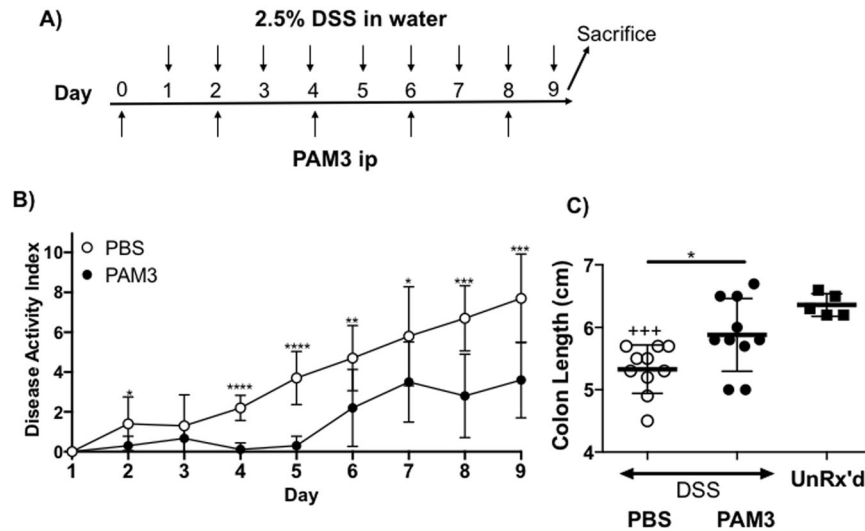 A)
2.5% DSS in water
Sacrifice
Day 0 1 2 3 4 5 6 7 8 9
PAM3 ip
B)
PBS
PAM3
Disease Activity Index
10
8
6
4
2
0
* **** **** ** * *** ***
1 2 3 4 5 6 7 8 9
Day
C)
Colon Length (cm)
7
6
5
4
*
+++
DSS
PBS PAM3 UnRx'd